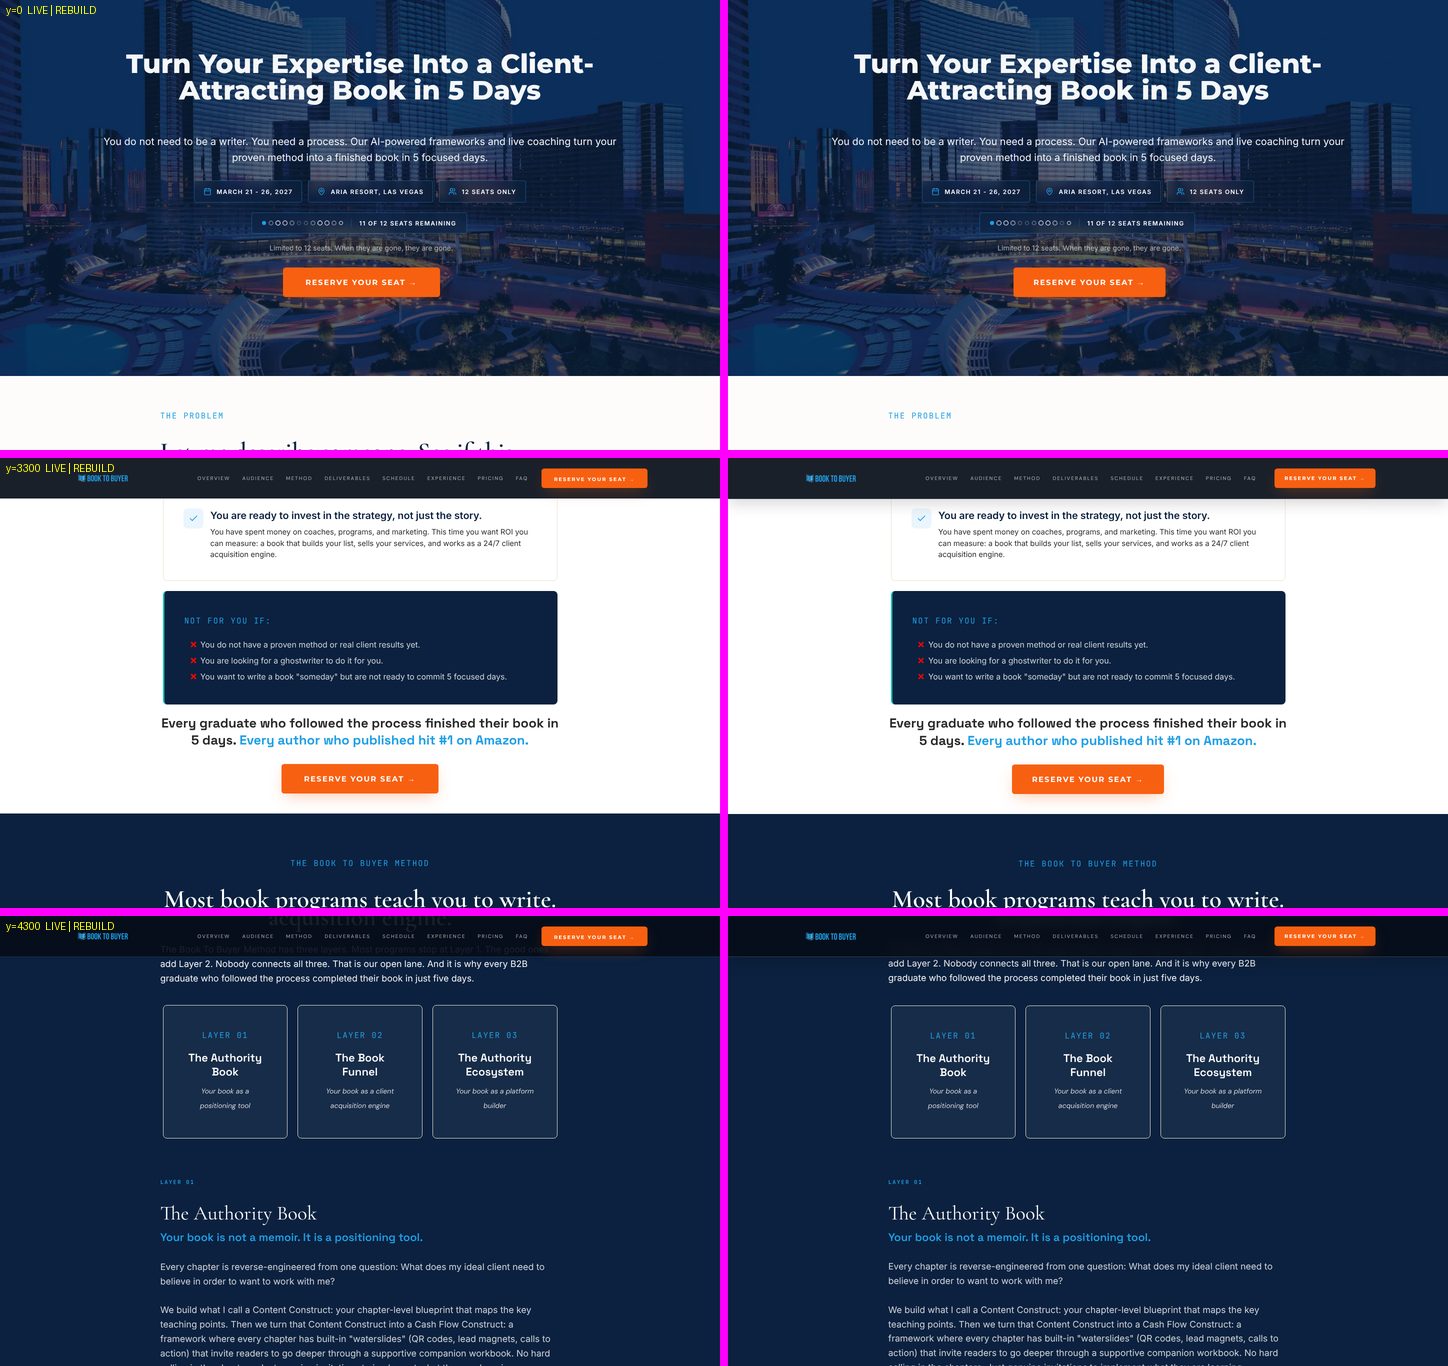 y=0 LIVE|REBUILD
Turn Your Expertise Into a Client-
Attracting Book in 5 Days
You do not need to be a writer. You need a process. Our AI-powered frameworks and live coaching turn your
proven method into a finished book in 5 focused days.
MARCH 21 - 26, 2027
ARIA RESORT, LAS VEGAS
12 SEATS ONLY
11 OF 12 SEATS REMAINING
Limited to 12 seats. When they are gone, they are gone.
RESERVE YOUR SEAT →
THE PROBLEM
Turn Your Expertise Into a Client-
Attracting Book in 5 Days
You do not need to be a writer. You need a process. Our AI-powered frameworks and live coaching turn your
proven method into a finished book in 5 focused days.
MARCH 21 - 26, 2027
ARIA RESORT, LAS VEGAS
12 SEATS ONLY
11 OF 12 SEATS REMAINING
Limited to 12 seats. When they are gone, they are gone.
RESERVE YOUR SEAT →
THE PROBLEM
y=3300 LIVE|REBUILD
BOOK TO BUYER
OVERVIEW AUDIENCE METHOD DELIVERABLES SCHEDULE EXPERIENCE PRICING FAQ
RESERVE YOUR SEAT →
You are ready to invest in the strategy, not just the story.
You have spent money on coaches, programs, and marketing. This time you want ROI you
can measure: a book that builds your list, sells your services, and works as a 24/7 client
acquisition engine.
NOT FOR YOU IF:
You do not have a proven method or real client results yet.
You are looking for a ghostwriter to do it for you.
You want to write a book "someday" but are not ready to commit 5 focused days.
Every graduate who followed the process finished their book in
5 days. Every author who published hit #1 on Amazon.
RESERVE YOUR SEAT →
THE BOOK TO BUYER METHOD
Most book programs teach you to write.
BOOK TO BUYER
OVERVIEW AUDIENCE METHOD DELIVERABLES SCHEDULE EXPERIENCE PRICING FAQ
RESERVE YOUR SEAT →
You are ready to invest in the strategy, not just the story.
You have spent money on coaches, programs, and marketing. This time you want ROI you
can measure: a book that builds your list, sells your services, and works as a 24/7 client
acquisition engine.
NOT FOR YOU IF:
You do not have a proven method or real client results yet.
You are looking for a ghostwriter to do it for you.
You want to write a book "someday" but are not ready to commit 5 focused days.
Every graduate who followed the process finished their book in
5 days. Every author who published hit #1 on Amazon.
RESERVE YOUR SEAT →
THE BOOK TO BUYER METHOD
Most book programs teach you to write.
y=4300 LIVE|REBUILD
acquisition engine.
BOOK TO BUYER
OVERVIEW AUDIENCE METHOD DELIVERABLES SCHEDULE EXPERIENCE PRICING FAQ
RESERVE YOUR SEAT →
The Book To Buyer Method has three layers. Most programs stop at Layer 1. The good ones
add Layer 2. Nobody connects all three. That is our open lane. And it is why every B2B
graduate who followed the process completed their book in just five days.
LAYER 01
The Authority
Book
Your book as a
positioning tool
LAYER 02
The Book
Funnel
Your book as a client
acquisition engine
LAYER 03
The Authority
Ecosystem
Your book as a platform
builder
LAYER 01
The Authority Book
Your book is not a memoir. It is a positioning tool.
Every chapter is reverse-engineered from one question: What does my ideal client need to
believe in order to want to work with me?
We build what I call a Content Construct: your chapter-level blueprint that maps the key
teaching points. Then we turn that Content Construct into a Cash Flow Construct: a
framework where every chapter has built-in "waterslides" (QR codes, lead magnets, calls to
action) that invite readers to go deeper through a supportive companion workbook. No hard
BOOK TO BUYER
OVERVIEW AUDIENCE METHOD DELIVERABLES SCHEDULE EXPERIENCE PRICING FAQ
RESERVE YOUR SEAT →
add Layer 2. Nobody connects all three. That is our open lane. And it is why every B2B
graduate who followed the process completed their book in just five days.
LAYER 01
The Authority
Book
Your book as a
positioning tool
LAYER 02
The Book
Funnel
Your book as a client
acquisition engine
LAYER 03
The Authority
Ecosystem
Your book as a platform
builder
LAYER 01
The Authority Book
Your book is not a memoir. It is a positioning tool.
Every chapter is reverse-engineered from one question: What does my ideal client need to
believe in order to want to work with me?
We build what I call a Content Construct: your chapter-level blueprint that maps the key
teaching points. Then we turn that Content Construct into a Cash Flow Construct: a
framework where every chapter has built-in "waterslides" (QR codes, lead magnets, calls to
action) that invite readers to go deeper through a supportive companion workbook. No hard